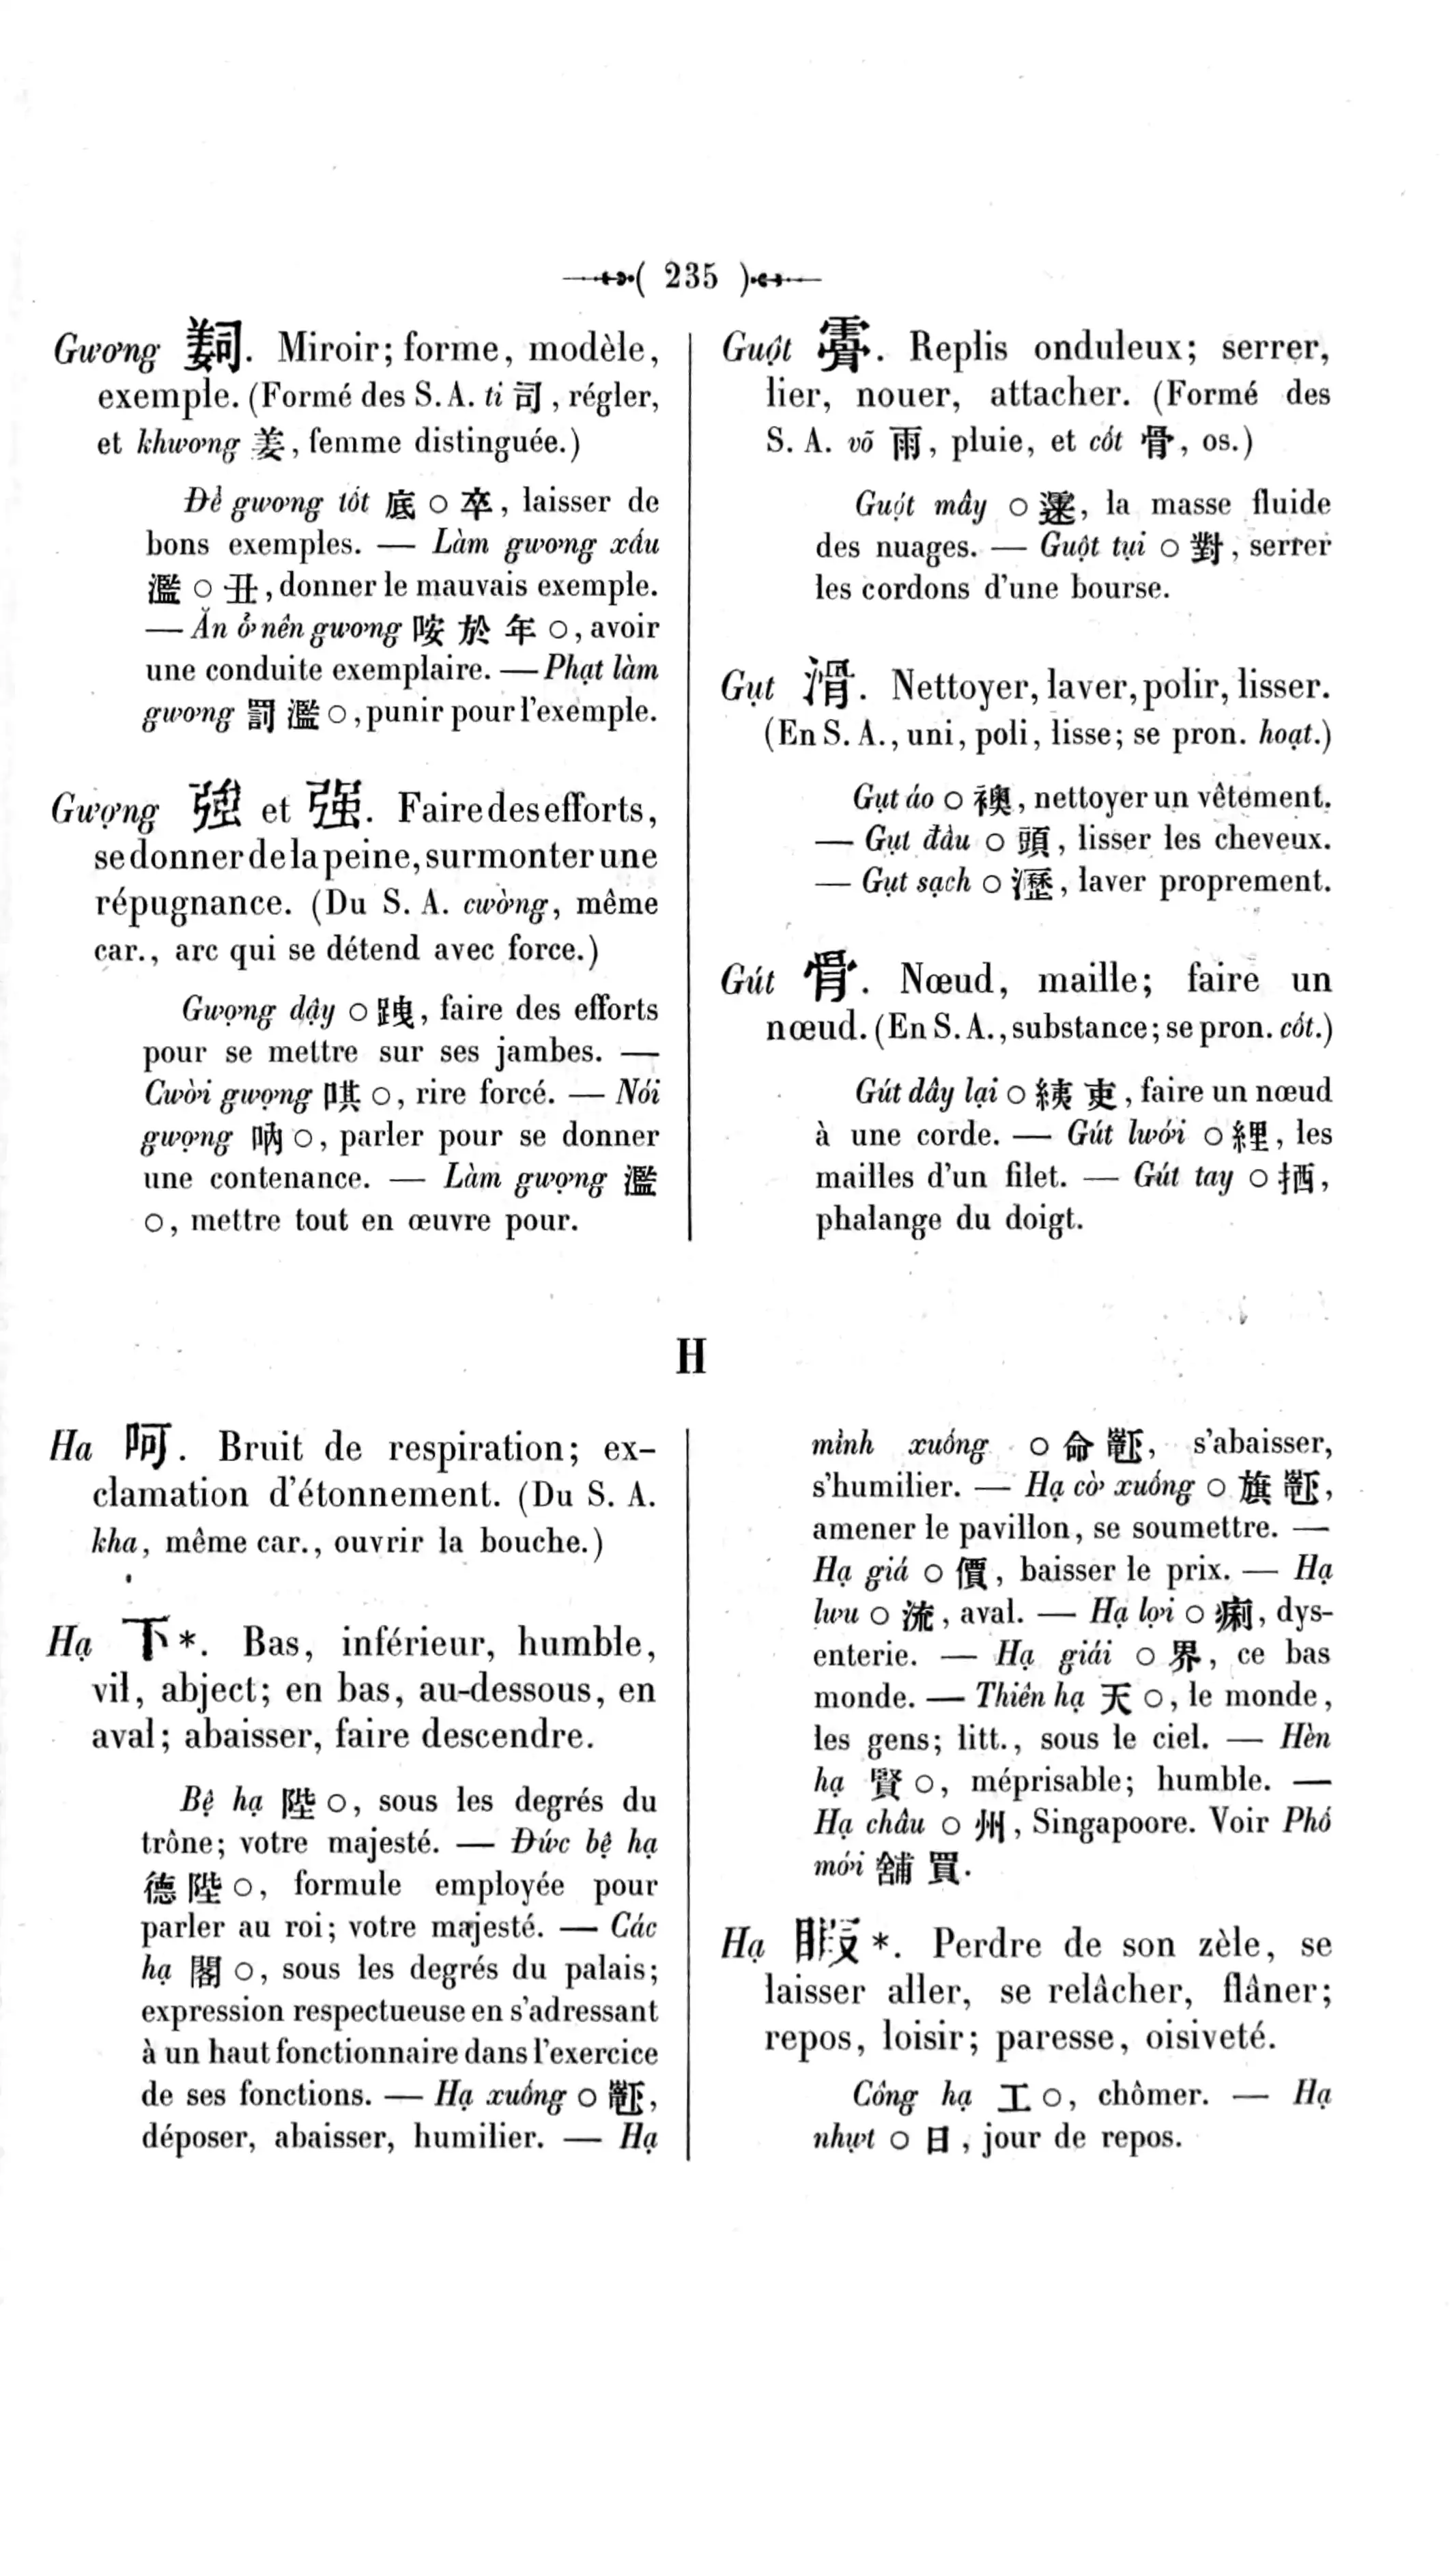 ( 235 )
Gương. Miroir; forme, modèle,
exemple. (Formé des S. A. ti 司, régler,
et khương 姜, femme distinguée.)
Để gương tốt 底 ○ 卒, laisser de
bons exemples. — Làm gương xấu
濫 ○ 丑, donner le mauvais exemple.
— Ăn ở nên gương 咹 於 年 ○, avoir
une conduite exemplaire. — Phạt làm
gương 罰 濫 ○, punir pour l'exemple.
Gượng 強 et 强. Faire des efforts,
se donner de la peine, surmonter une
répugnance. (Du S. A. cường, même
car., arc qui se détend avec force.)
Gượng dậy ○ 跩, faire des efforts
pour se mettre sur ses jambes. —
Cười gượng 唭 ○, rire forcé. — Nói
gượng 吶 ○, parler pour se donner
une contenance. — Làm gượng 濫
○, mettre tout en œuvre pour.
Guột. Replis onduleux; serrer,
lier, nouer, attacher. (Formé des
S. A. võ 雨, pluie, et cốt 骨, os.)
Guột mây ○, la masse fluide
des nuages. — Guột tụi ○ 對, serrer
les cordons d'une bourse.
Gụt 滑. Nettoyer, laver, polir, lisser.
(En S. A., uni, poli, lisse; se pron. hoạt.)
Gụt áo ○ 襖, nettoyer un vêtement.
— Gụt đầu ○ 頭, lisser les cheveux.
— Gụt sạch ○ 瀝, laver proprement.
Gút 骨. Nœud, maille; faire un
nœud. (En S. A., substance; se pron. cốt.)
Gút dây lại ○ 荑 吏, faire un nœud
à une corde. — Gút lưới ○ 䋥, les
mailles d'un filet. — Gút tay ○ 拪,
phalange du doigt.
H
Ha 呵. Bruit de respiration; ex-
clamation d'étonnement. (Du S. A.
kha, même car., ouvrir la bouche.)
Hạ 下*. Bas, inférieur, humble,
vil, abject; en bas, au-dessous, en
aval; abaisser, faire descendre.
Bệ hạ 陛 ○, sous les degrés du
trône; votre majesté. — Đức bệ hạ
德 陛 ○, formule employée pour
parler au roi; votre majesté. — Các
hạ 閣 ○, sous les degrés du palais;
expression respectueuse en s'adressant
à un haut fonctionnaire dans l'exercice
de ses fonctions. — Hạ xuống ○,
déposer, abaisser, humilier. — Hạ
mình xuống ○ 命, s'abaisser,
s'humilier. — Hạ cờ xuống ○ 旗,
amener le pavillon, se soumettre. —
Hạ giá ○ 價, baisser le prix. — Hạ
lưu ○ 流, aval. — Hạ lợi ○ 痢, dys-
enterie. — Hạ giái ○ 界, ce bas
monde. — Thiên hạ 天 ○, le monde,
les gens; litt., sous le ciel. — Hèn
hạ 賢 ○, méprisable; humble. —
Hạ châu ○ 州, Singapoore. Voir Phố
mới 舖 買.
Hạ 暇*. Perdre de son zèle, se
laisser aller, se relâcher, flâner;
repos, loisir; paresse, oisiveté.
Công hạ 工 ○, chômer. — Hạ
nhựt ○ 日, jour de repos.